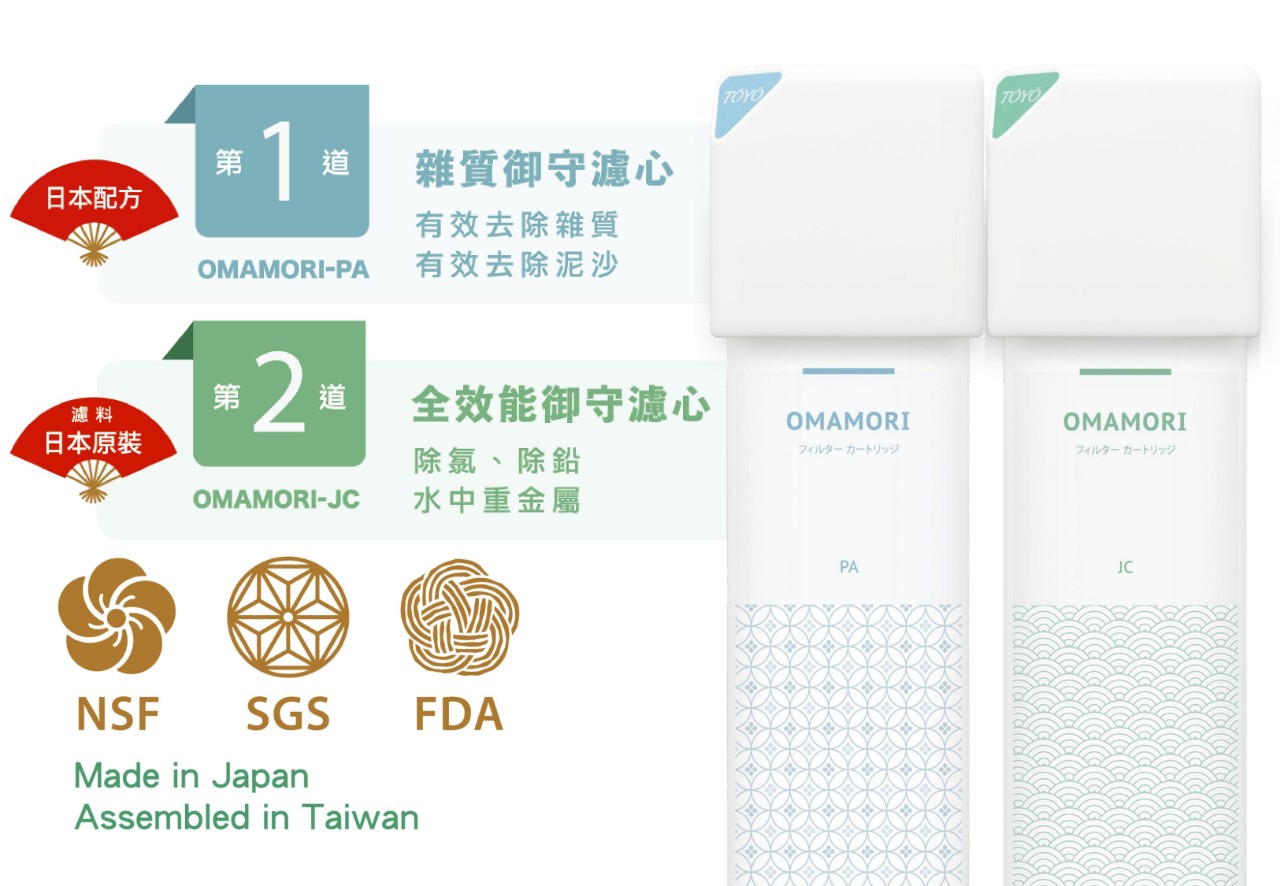 第1道
日本配方
OMAMORI-PA
雜質御守濾心
有效去除雜質
有效去除泥沙
第2道
濾料
日本原裝
OMAMORI-JC
全效能御守濾心
除氯、除鉛
水中重金屬
NSF
SGS
FDA
Made in Japan
Assembled in Taiwan
TÓYÓ
OMAMORI
フィルター カートリッジ
PA
TÓYÓ
OMAMORI
フィルター カートリッジ
JC